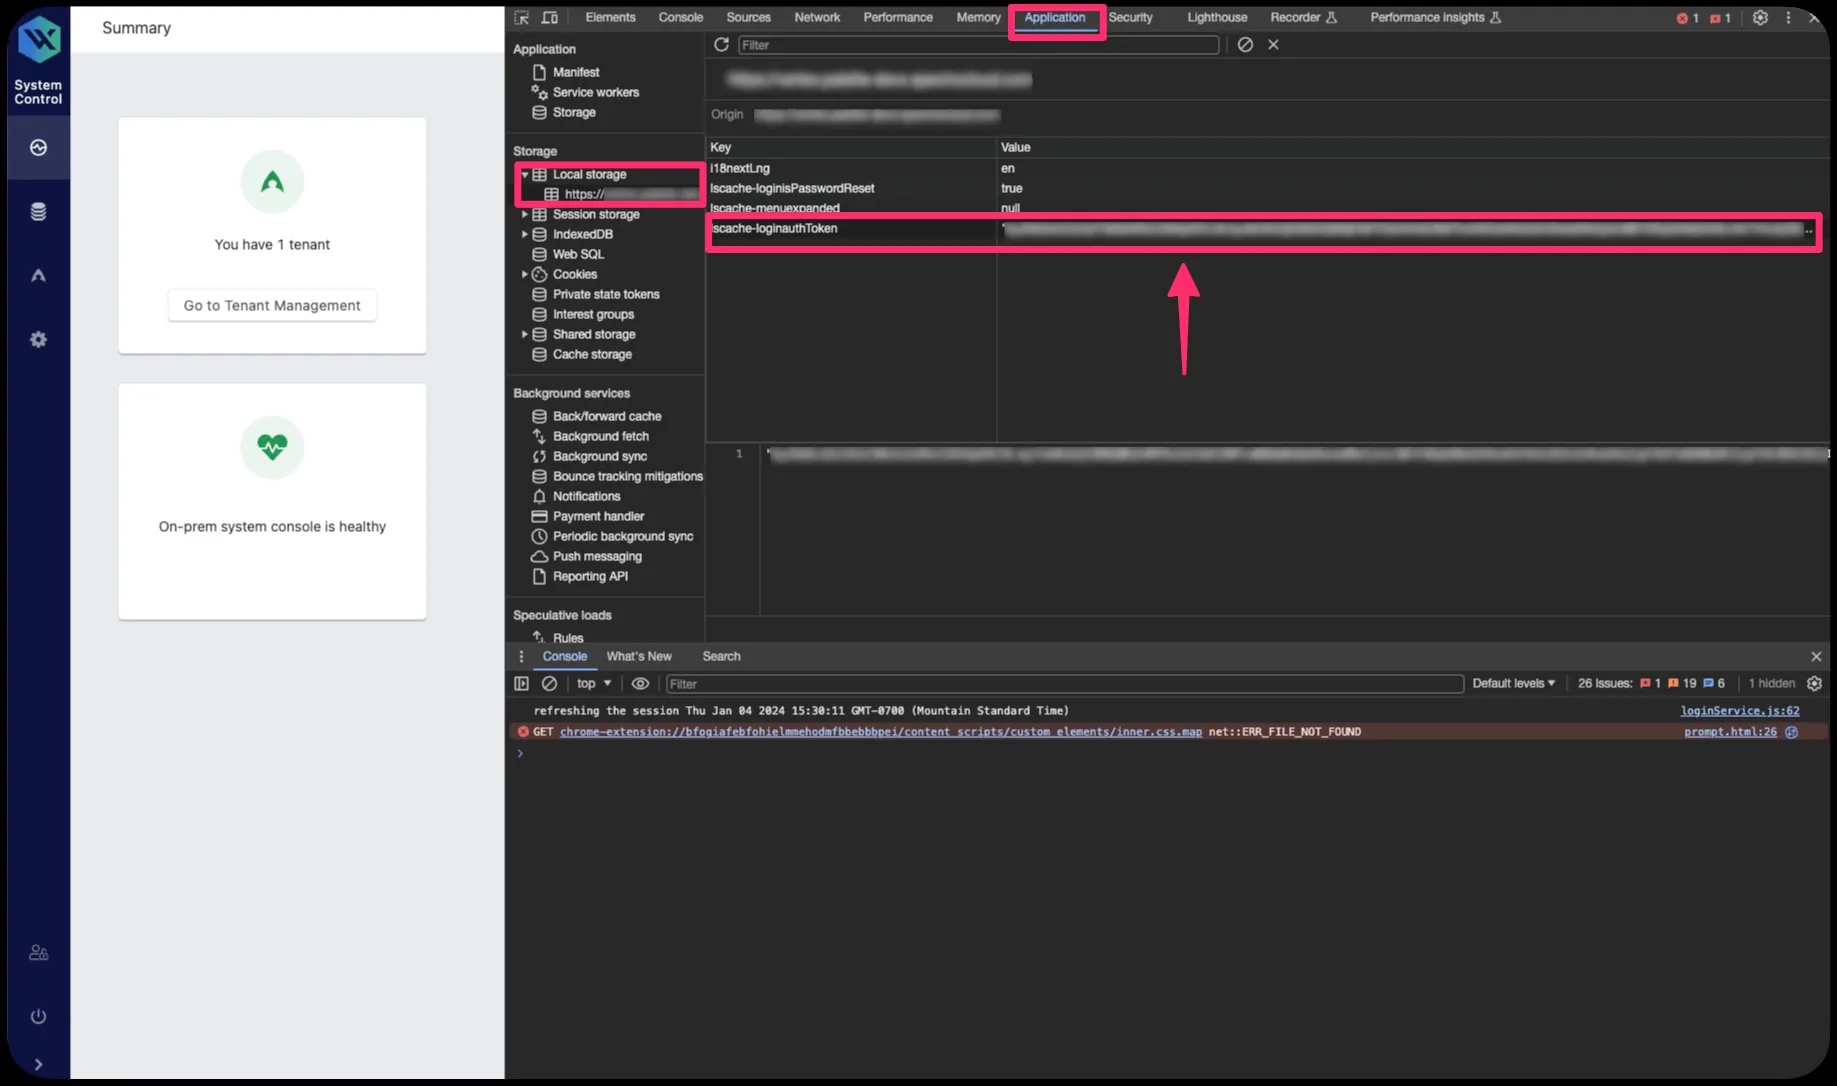 System
Control
Summary
You have 1 tenant
Go to Tenant Management
On-prem system console is healthy
Elements
Console
Sources
Network
Performance
Memory
Application
Security
Lighthouse
Recorder
Performance insights
1
1
Application
Manifest
Service workers
Storage
Storage
Local storage
https://
Session storage
IndexedDB
Web SQL
Cookies
Private state tokens
Interest groups
Shared storage
Cache storage
Background services
Back/forward cache
Background fetch
Background sync
Bounce tracking mitigations
Notifications
Payment handler
Periodic background sync
Push messaging
Reporting API
Speculative loads
Rules
Filter
Origin
Key
Value
i18nextLng
en
lscache-loginisPasswordReset
true
lscache-menuexpanded
null
lscache-loginauthToken
1
Console
What's New
Search
top
Filter
Default levels
26 Issues:
1
19
6
1 hidden
refreshing the session Thu Jan 04 2024 15:30:11 GMT-0700 (Mountain Standard Time)
loginService.js:62
GET chrome-extension://bfogiafebfohielmmehodmfbbebbbpei/content_scripts/custom_elements/inner.css.map net::ERR_FILE_NOT_FOUND
prompt.html:26